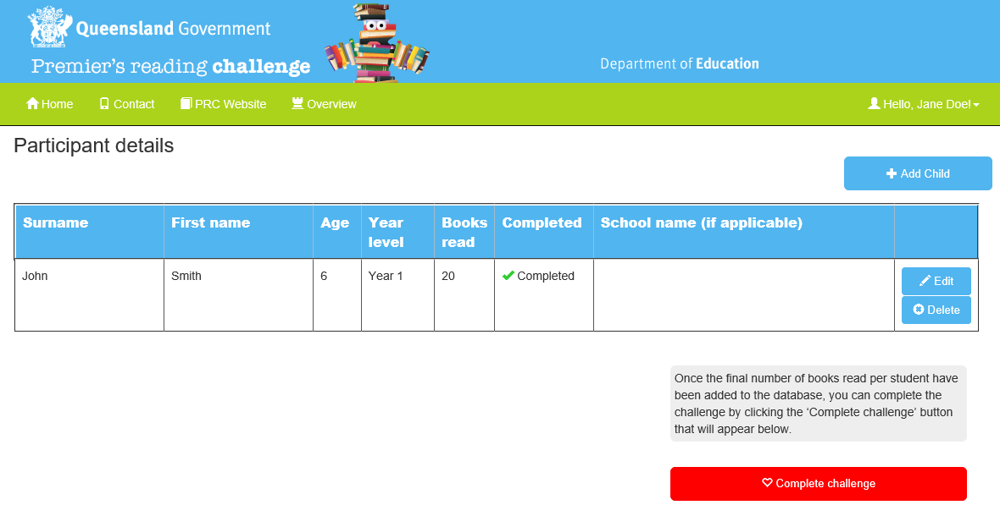 Queensland Government
Premier's reading challenge
Department of Education
Home Contact PRC Website Overview Hello, Jane Doe!
Participant details
Add Child
Surname First name Age Year level Books read Completed School name (if applicable)
John Smith 6 Year 1 20 Completed
Edit
Delete
Once the final number of books read per student have
been added to the database, you can complete the
challenge by clicking the ‘Complete challenge’ button
that will appear below.
Complete challenge